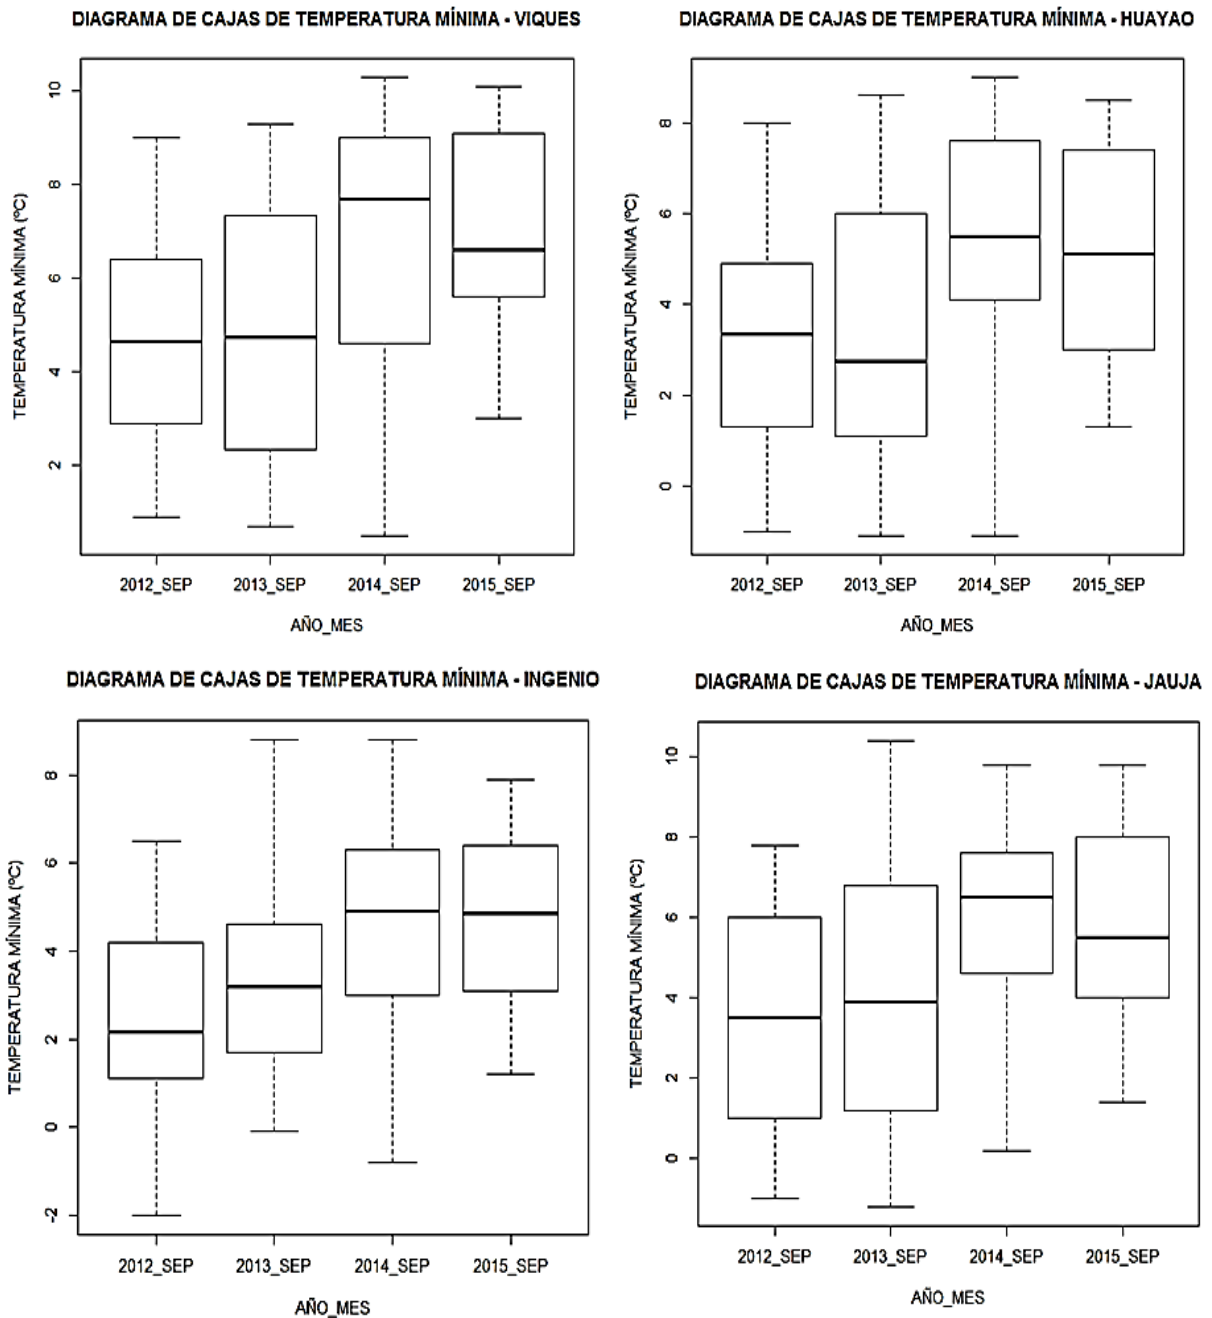 DIAGRAMA DE CAJAS DE TEMPERATURA MÍNIMA - VIQUES
TEMPERATURA MÍNIMA (ºC)
10
8
6
4
2
2012_SEP 2013_SEP 2014_SEP 2015_SEP
AÑO_MES
DIAGRAMA DE CAJAS DE TEMPERATURA MÍNIMA - HUAYAO
TEMPERATURA MÍNIMA (ºC)
8
6
4
2
0
2012_SEP 2013_SEP 2014_SEP 2015_SEP
AÑO_MES
DIAGRAMA DE CAJAS DE TEMPERATURA MÍNIMA - INGENIO
TEMPERATURA MÍNIMA (ºC)
8
6
4
2
0
-2
2012_SEP 2013_SEP 2014_SEP 2015_SEP
AÑO_MES
DIAGRAMA DE CAJAS DE TEMPERATURA MÍNIMA - JAUJA
TEMPERATURA MÍNIMA (ºC)
10
8
6
4
2
0
2012_SEP 2013_SEP 2014_SEP 2015_SEP
AÑO_MES